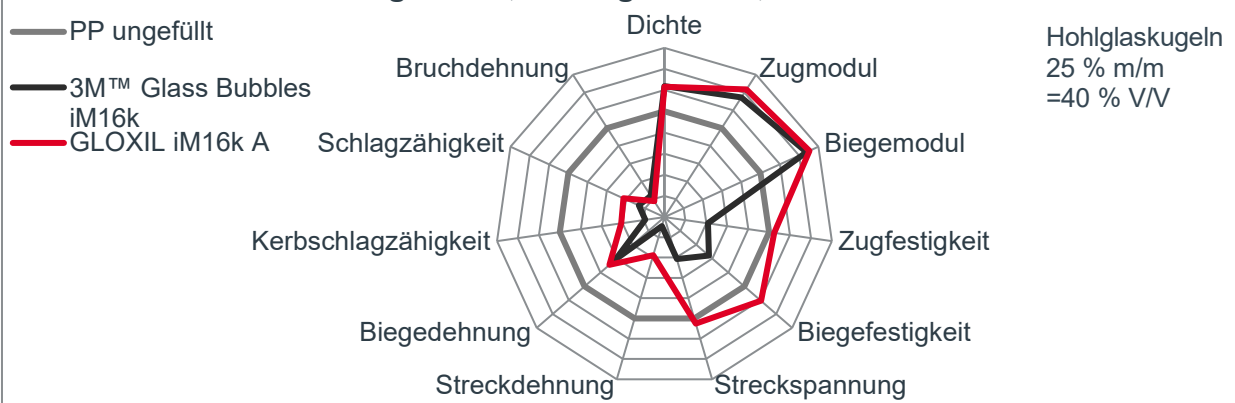 PP ungefüllt
3M™ Glass Bubbles
iM16k
GLOXIL iM16k A
Dichte
Zugmodul
Biegemodul
Zugfestigkeit
Biegefestigkeit
Streckspannung
Streckdehnung
Biegedehnung
Kerbschlagzähigkeit
Schlagzähigkeit
Bruchdehnung
Hohlglaskugeln
25 % m/m
=40 % V/V